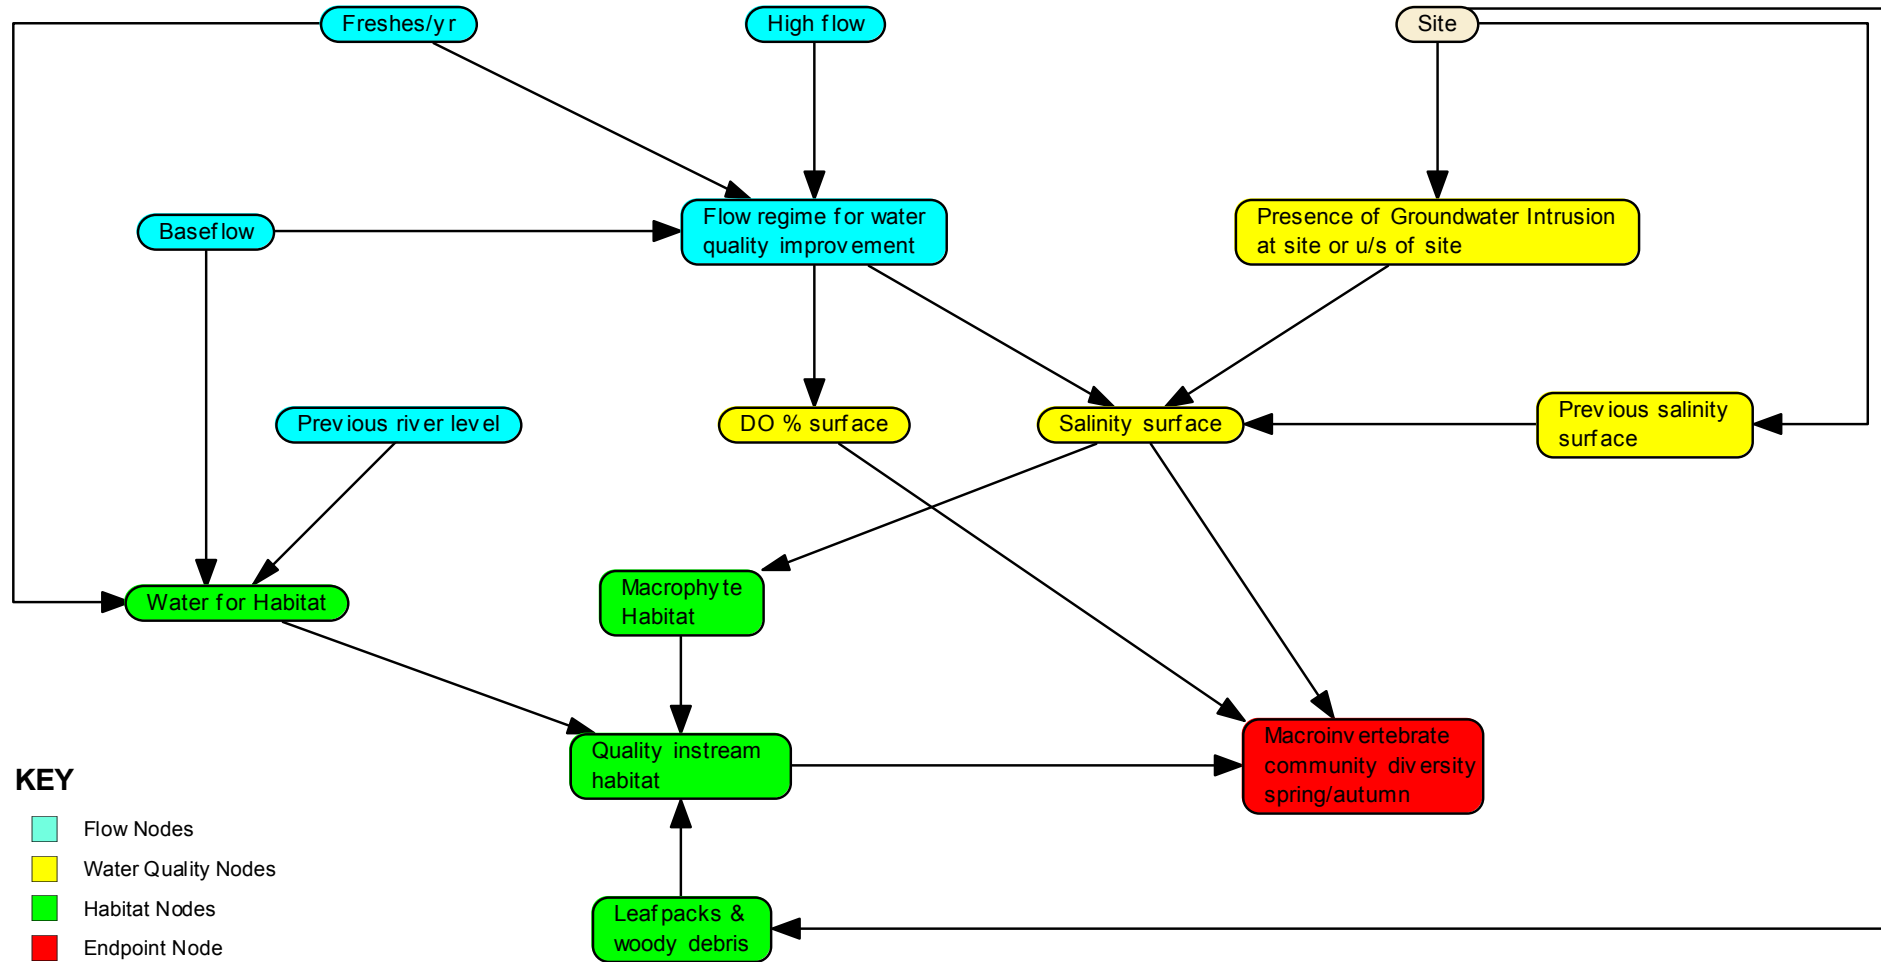 Freshes/yr
High flow
Site
Flow regime for water
quality improvement
Presence of Groundwater Intrusion
at site or u/s of site
Baseflow
Previous river level
DO % surface
Salinity surface
Previous salinity
surface
Water for Habitat
Macrophyte
Habitat
Quality instream
habitat
Macroinvertebrate
community diversity
spring/autumn
KEY
Flow Nodes
Water Quality Nodes
Habitat Nodes
Endpoint Node
Leafpacks &
woody debris